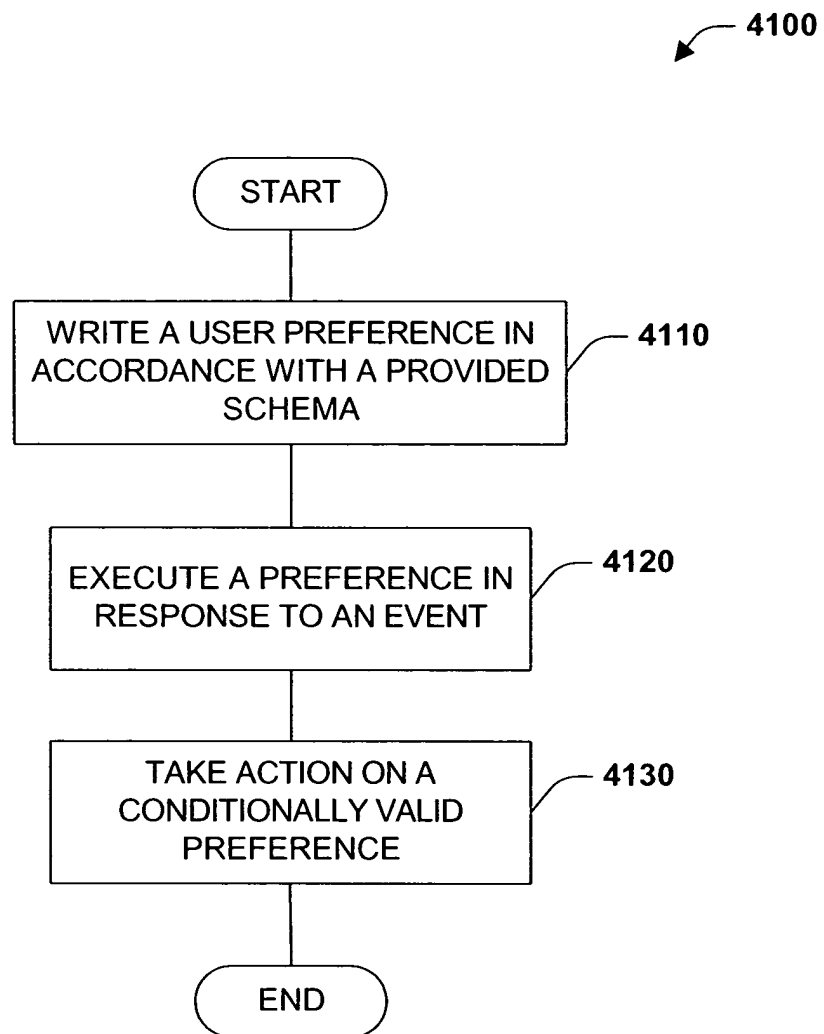 4100
START
WRITE A USER PREFERENCE IN
ACCORDANCE WITH A PROVIDED
SCHEMA
4110
EXECUTE A PREFERENCE IN
RESPONSE TO AN EVENT
4120
TAKE ACTION ON A
CONDITIONALLY VALID
PREFERENCE
4130
END